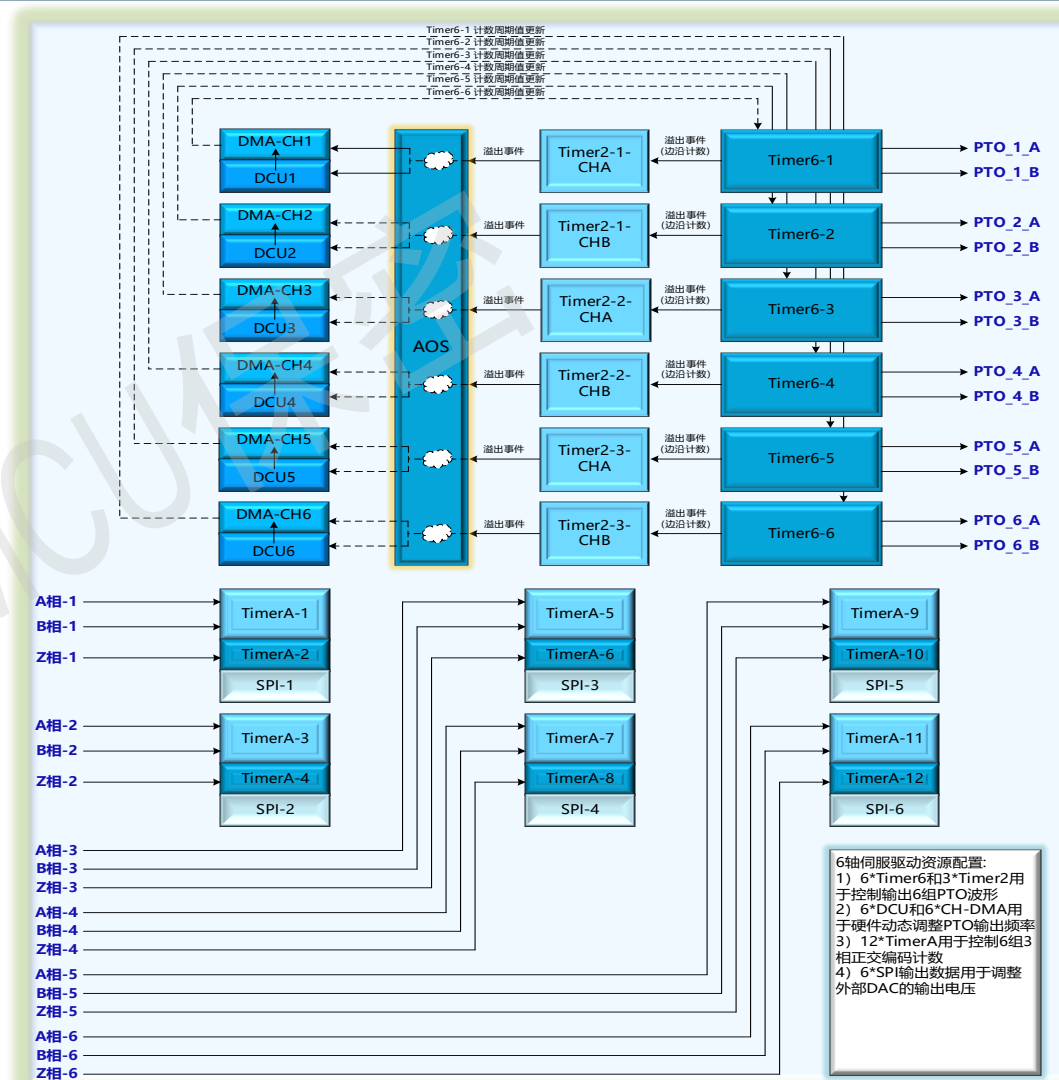 Timer6-1 计数周期值更新
Timer6-2 计数周期值更新
Timer6-3 计数周期值更新
Timer6-4 计数周期值更新
Timer6-5 计数周期值更新
Timer6-6 计数周期值更新
DMA-CH1
DCU1
溢出事件
Timer2-1-
CHA
溢出事件
(边沿计数)
Timer6-1
PTO_1_A
PTO_1_B
DMA-CH2
DCU2
溢出事件
Timer2-1-
CHB
溢出事件
(边沿计数)
Timer6-2
PTO_2_A
PTO_2_B
DMA-CH3
DCU3
溢出事件
Timer2-2-
CHA
溢出事件
(边沿计数)
Timer6-3
PTO_3_A
PTO_3_B
AOS
DMA-CH4
DCU4
溢出事件
Timer2-2-
CHB
溢出事件
(边沿计数)
Timer6-4
PTO_4_A
PTO_4_B
DMA-CH5
DCU5
溢出事件
Timer2-3-
CHA
溢出事件
(边沿计数)
Timer6-5
PTO_5_A
PTO_5_B
DMA-CH6
DCU6
溢出事件
Timer2-3-
CHB
溢出事件
(边沿计数)
Timer6-6
PTO_6_A
PTO_6_B
MCU保密
A相-1
B相-1
Z相-1
TimerA-1
TimerA-2
SPI-1
TimerA-5
TimerA-6
SPI-3
TimerA-9
TimerA-10
SPI-5
A相-2
B相-2
Z相-2
TimerA-3
TimerA-4
SPI-2
TimerA-7
TimerA-8
SPI-4
TimerA-11
TimerA-12
SPI-6
A相-3
B相-3
Z相-3
A相-4
B相-4
Z相-4
A相-5
B相-5
Z相-5
A相-6
B相-6
Z相-6
6轴伺服驱动资源配置:
1）6*Timer6和3*Timer2用
于控制输出6组PTO波形
2）6*DCU和6*CH-DMA用
于硬件动态调整PTO输出频率
3）12*TimerA用于控制6组3
相正交编码计数
4）6*SPI输出数据用于调整
外部DAC的输出电压